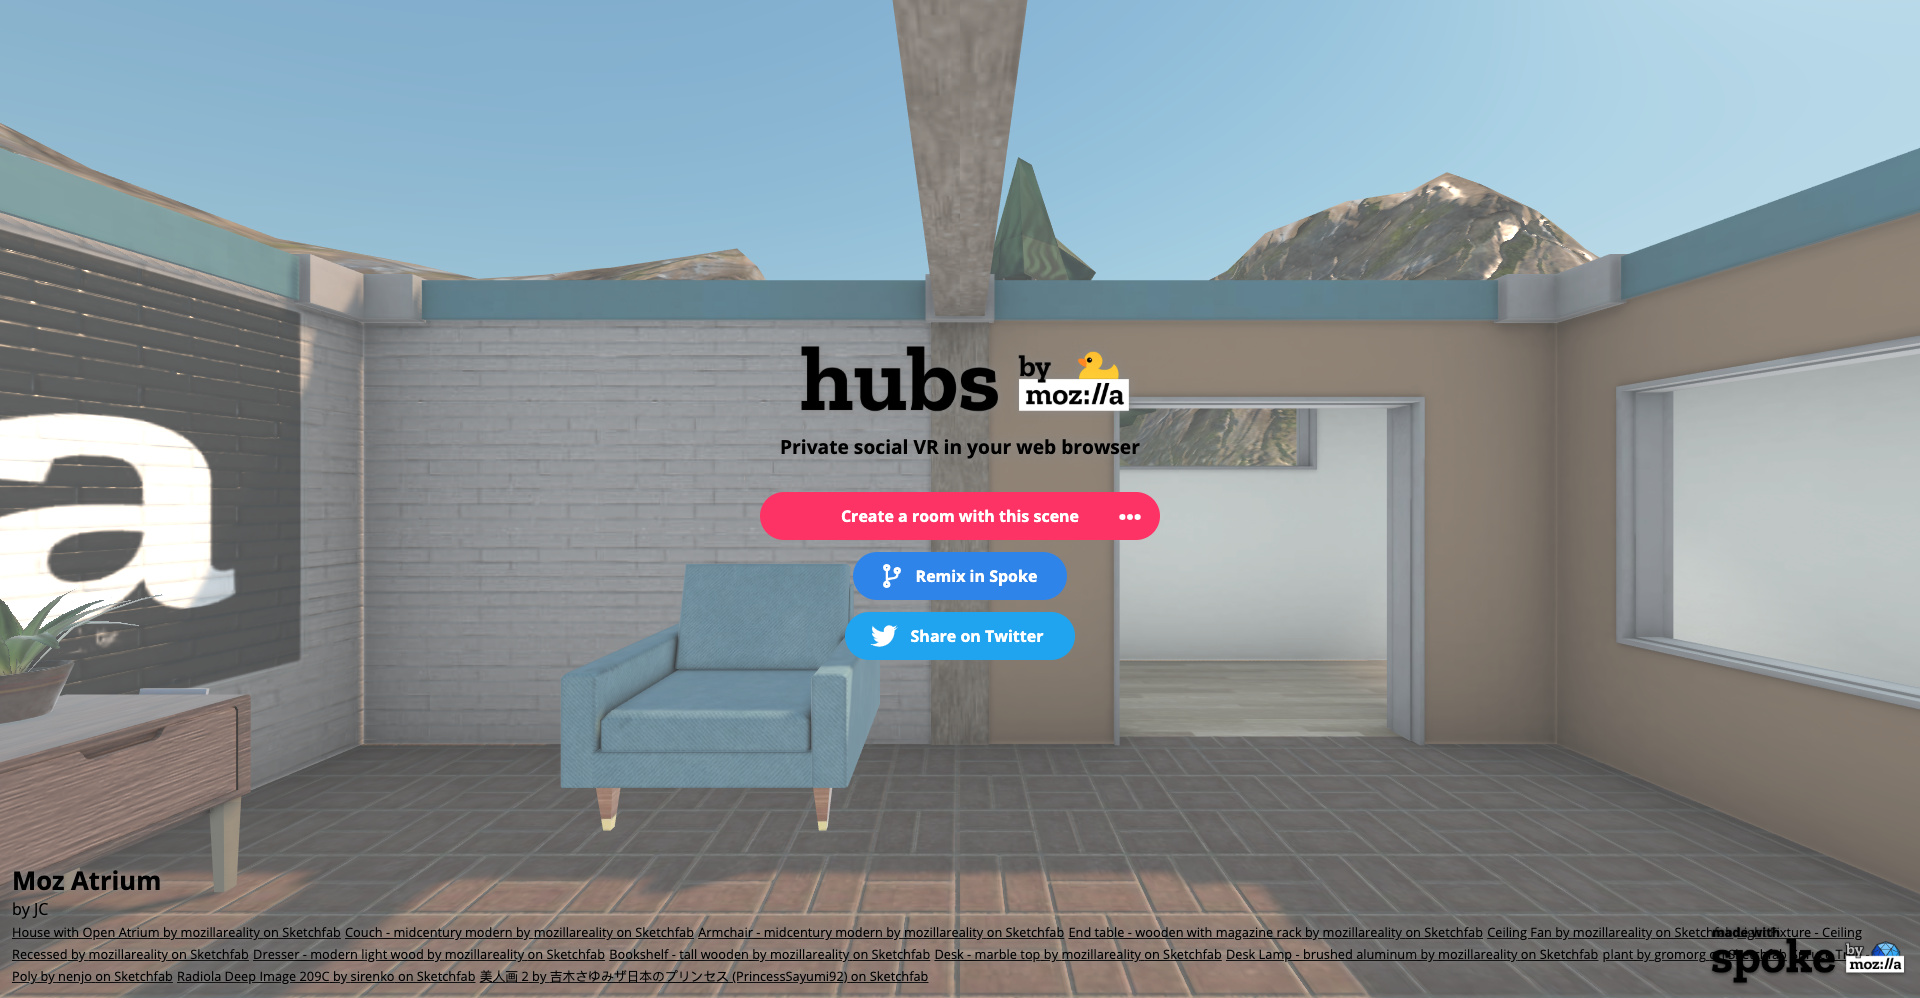 a
hubs by
moz://a
Private social VR in your web browser
Create a room with this scene
Remix in Spoke
Share on Twitter
Moz Atrium
by JC
House with Open Atrium by mozillareality on Sketchfab Couch - midcentury modern by mozillareality on Sketchfab Armchair - midcentury modern by mozillareality on Sketchfab End table - wooden with magazine rack by mozillareality on Sketchfab Ceiling Fan by mozillareality on Fixture - Ceiling
Recessed by mozillareality on Sketchfab Dresser - modern light wood by mozillareality on Sketchfab Bookshelf - tall wooden by mozillareality on Sketchfab Desk - marble top by mozillareality on Sketchfab Desk Lamp - brushed aluminum by mozillareality on Sketchfab plant by gromorg
Poly by nenjo on Sketchfab Radiola Deep Image 209C by sirenko on Sketchfab 美人画 2 by 吉木さゆみザ日本のプリンセス (PrincessSayumi92) on Sketchfab
made with
spoke by
moz://a